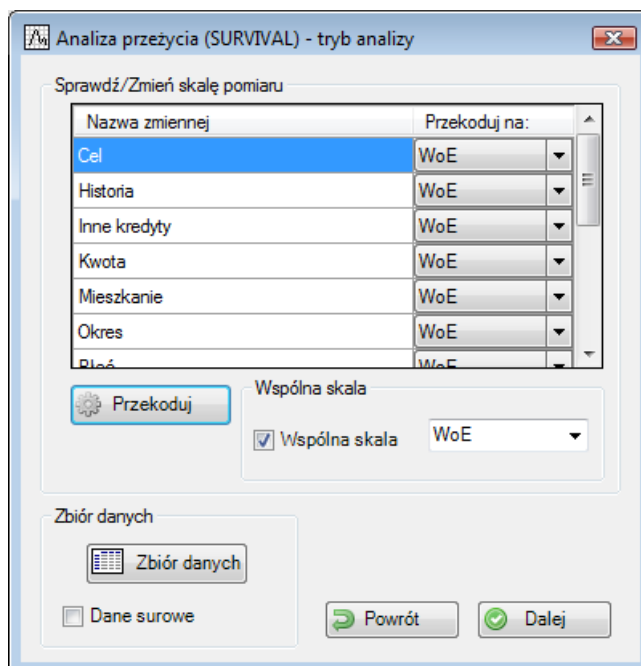 Analiza przeżycia (SURVIVAL) - tryb analizy
Sprawdź/Zmień skalę pomiaru
Nazwa zmiennej Przekoduj na:
Cel WoE
Historia WoE
Inne kredyty WoE
Kwota WoE
Mieszkanie WoE
Okres WoE
Płeć WoE
Przekoduj
Wspólna skala
Wspólna skala WoE
Zbiór danych
Zbiór danych
Dane surowe
Powrót Dalej